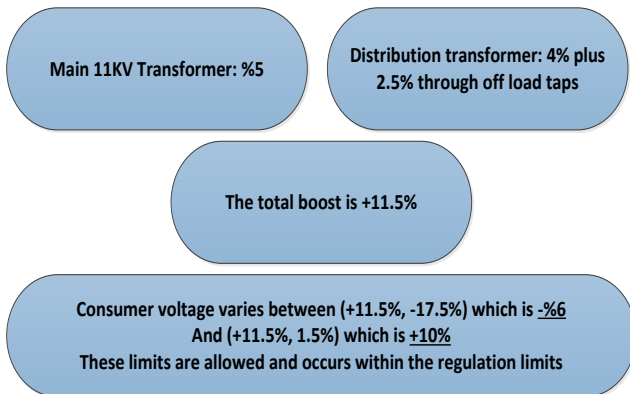 Main 11KV Transformer: %5
Distribution transformer: 4% plus
2.5% through off load taps
The total boost is +11.5%
Consumer voltage varies between (+11.5%, -17.5%) which is -%6
And (+11.5%, 1.5%) which is +10%
These limits are allowed and occurs within the regulation limits